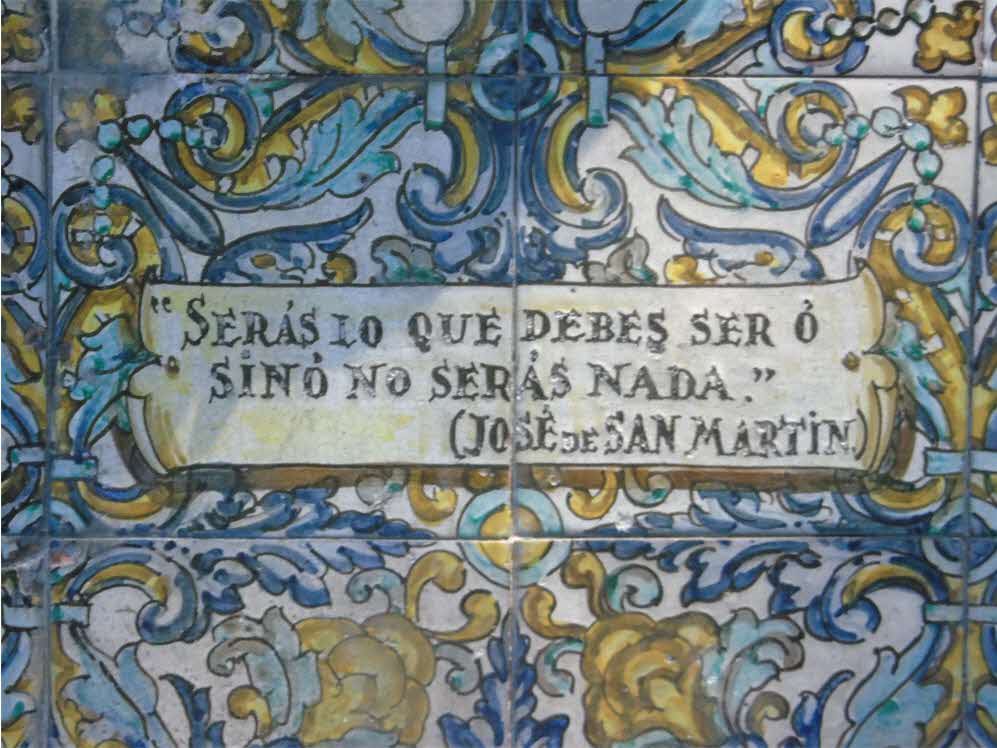 "SERÁS LO QUE DEBES SER Ó
SINÓ NO SERÁS NADA."
(JOSÉ DE SAN MARTIN)